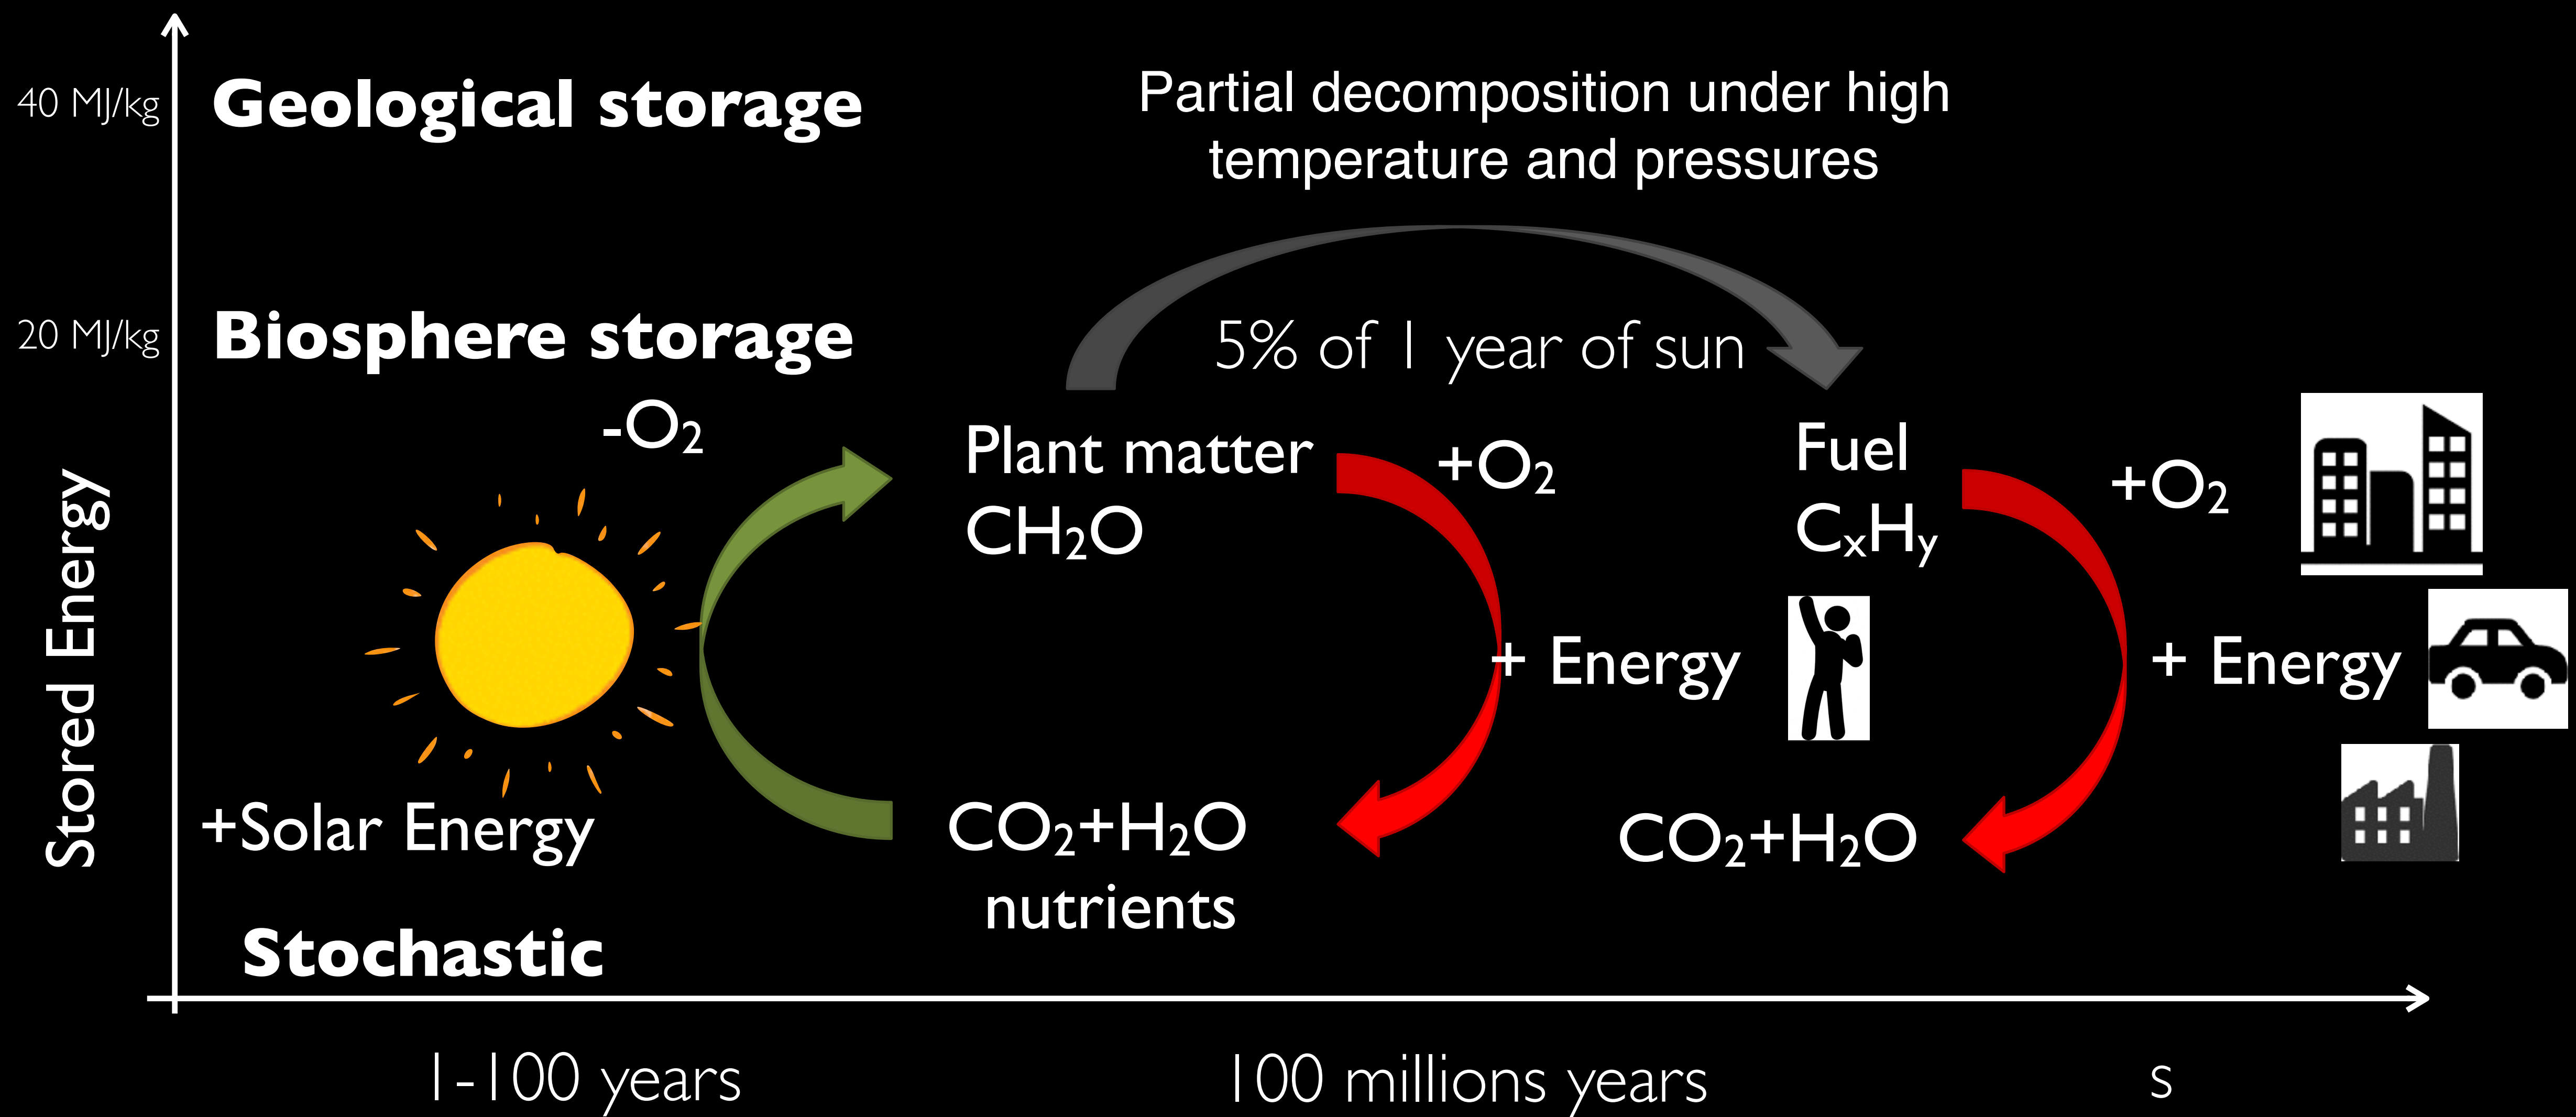 40 MJ/kg
Geological storage
Partial decomposition under high
temperature and pressures
20 MJ/kg
Biosphere storage
5% of 1 year of sun
-O₂
Plant matter
CH₂O
+O₂
Fuel
CₓHᵧ
+O₂
Stored Energy
+ Energy
+ Energy
+Solar Energy
CO₂+H₂O
nutrients
CO₂+H₂O
Stochastic
1-100 years
100 millions years
s